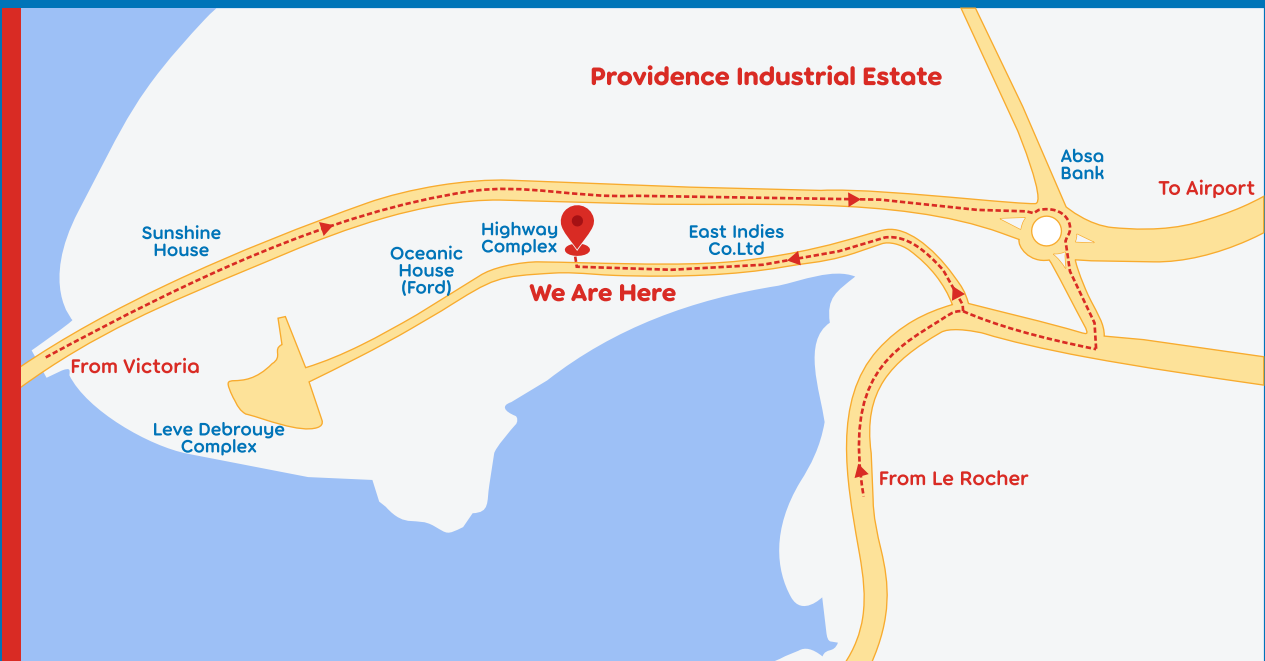 Providence Industrial Estate
Absa
Bank
To Airport
Sunshine
House
Highway
Complex
East Indies
Co.Ltd
Oceanic
House
(Ford)
We Are Here
From Victoria
Leve Debrouye
Complex
From Le Rocher